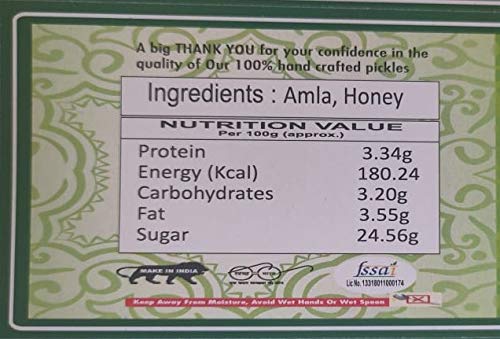 A big THANK YOU for your confidence in the
quality of Our 100% hand crafted pickles
Ingredients : Amla, Honey
NUTRITION VALUE
Per 100g (approx.)
Protein 3.34g
Energy (Kcal) 180.24
Carbohydrates 3.20g
Fat 3.55g
Sugar 24.56g
MAKE IN INDIA
fssai
Lic No. 13318011000174
Keep Away From Moisture, Avoid Wet Hands Or Wet Spoon